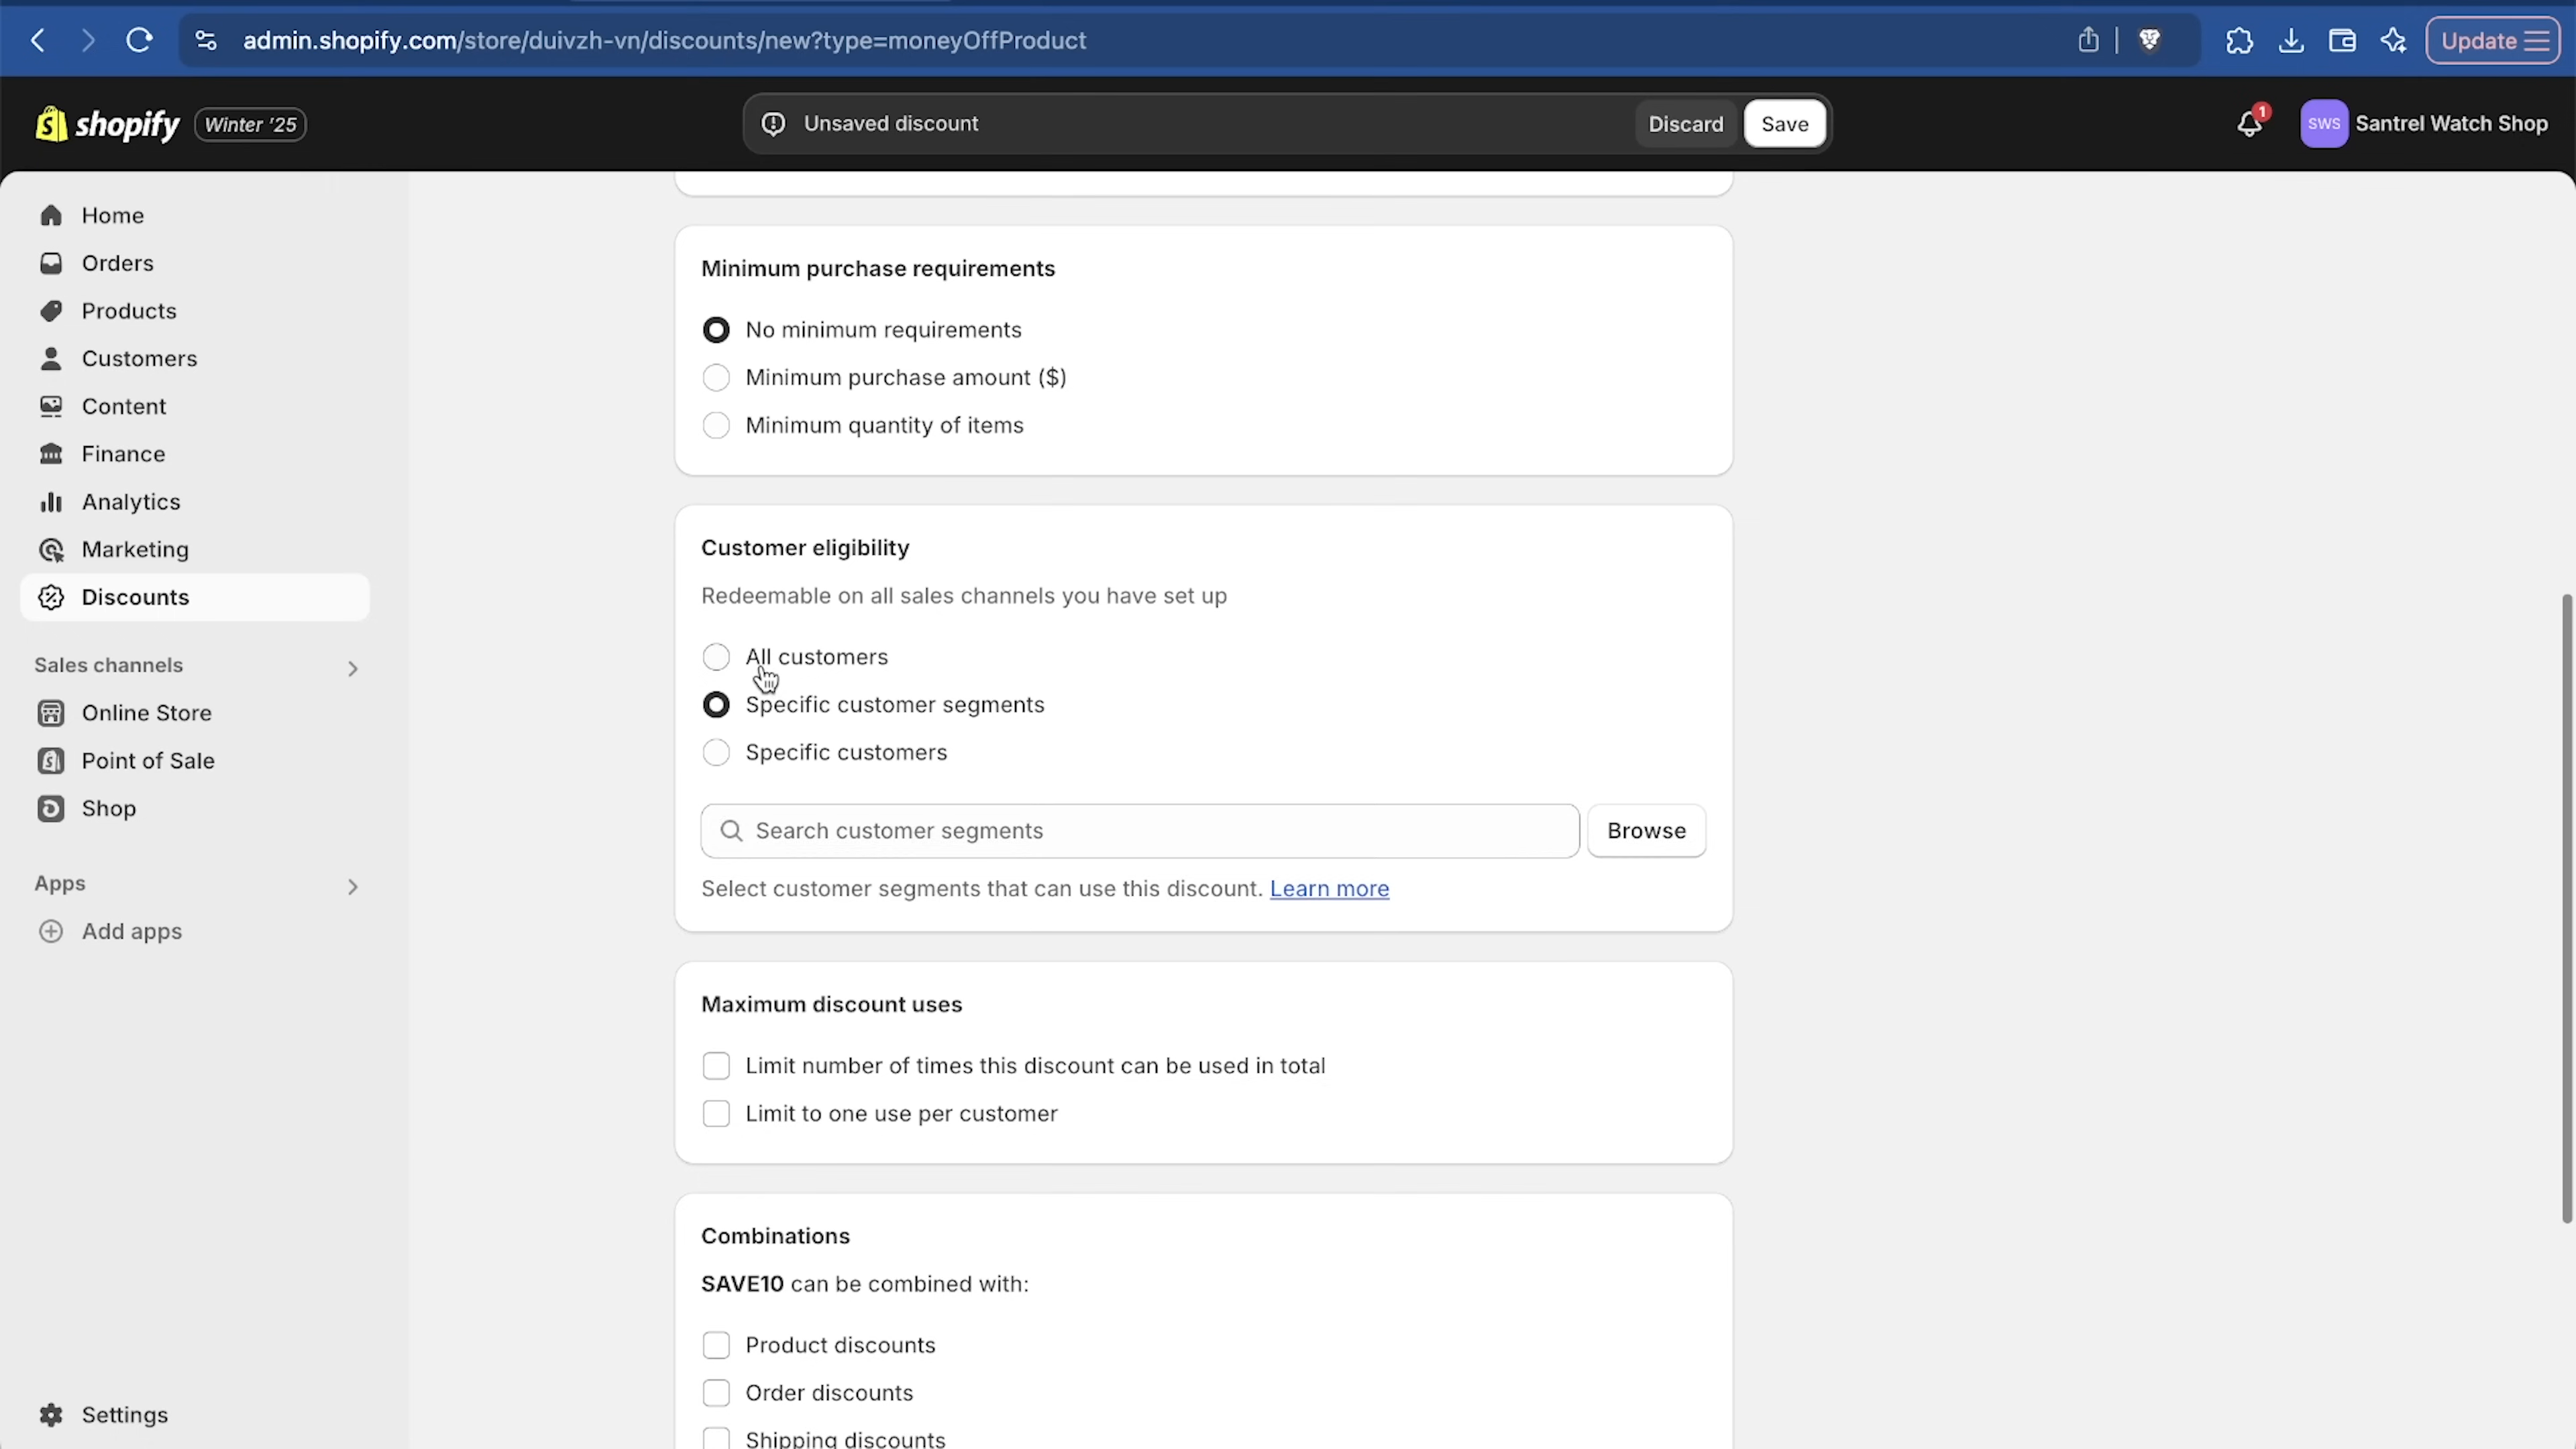 admin.shopify.com/store/duivzh-vn/discounts/new?type=moneyOffProduct
Update
shopify
Winter '25
Unsaved discount
Discard
Save
1
SWS
Santrel Watch Shop
Home
Orders
Products
Customers
Content
Finance
Analytics
Marketing
Discounts
Sales channels
Online Store
Point of Sale
Shop
Apps
Add apps
Settings
Minimum purchase requirements
No minimum requirements
Minimum purchase amount ($)
Minimum quantity of items
Customer eligibility
Redeemable on all sales channels you have set up
All customers
Specific customer segments
Specific customers
Search customer segments
Browse
Select customer segments that can use this discount. Learn more
Maximum discount uses
Limit number of times this discount can be used in total
Limit to one use per customer
Combinations
SAVE10 can be combined with:
Product discounts
Order discounts
Shipping discounts